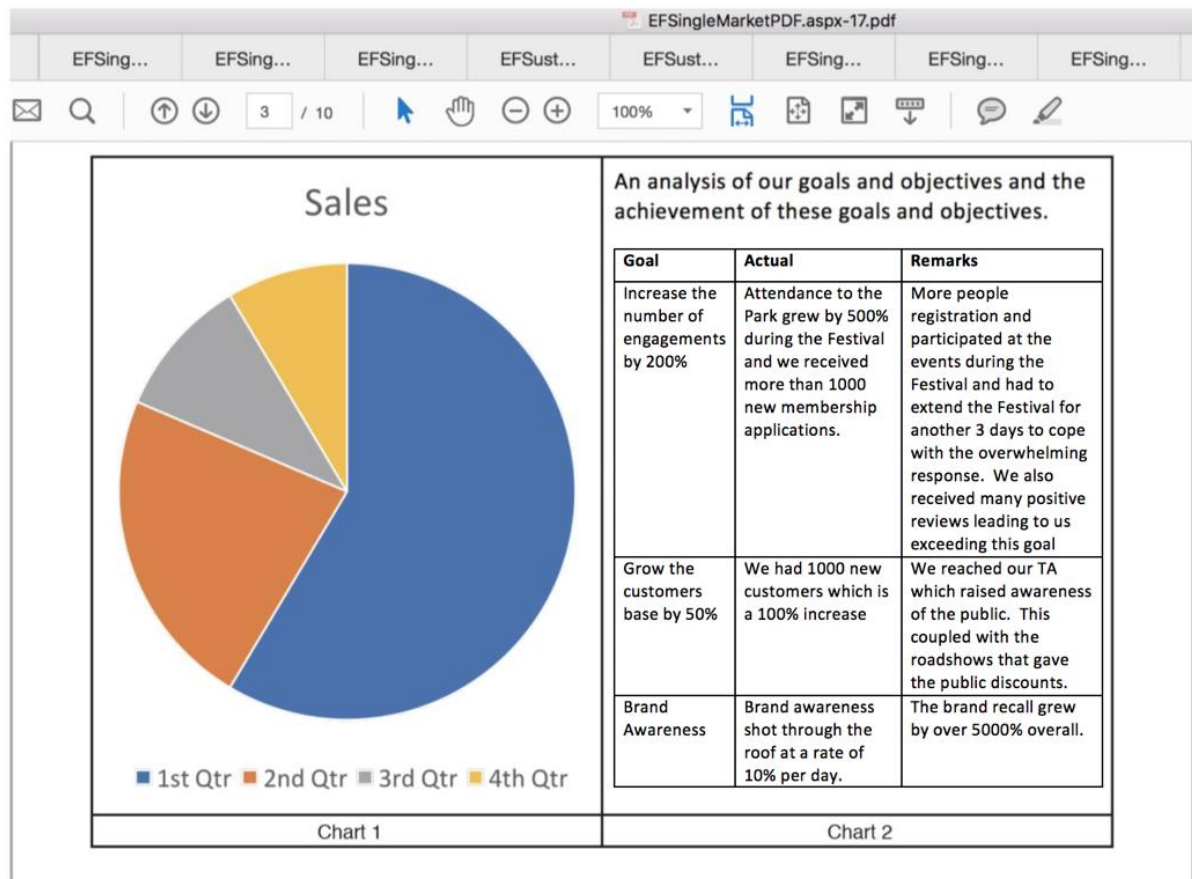 EFSingleMarketPDF.aspx-17.pdf
EFSing... EFSing... EFSing... EFSust... EFSust... EFSing... EFSing... EFSing...
3 / 10 100%
Sales
1st Qtr 2nd Qtr 3rd Qtr 4th Qtr
Chart 1
An analysis of our goals and objectives and the
achievement of these goals and objectives.
Goal Actual Remarks
Increase the
number of
engagements
by 200%
Attendance to the
Park grew by 500%
during the Festival
and we received
more than 1000
new membership
applications.
More people
registration and
participated at the
events during the
Festival and had to
extend the Festival for
another 3 days to cope
with the overwhelming
response. We also
received many positive
reviews leading to us
exceeding this goal
Grow the
customers
base by 50%
We had 1000 new
customers which is
a 100% increase
We reached our TA
which raised awareness
of the public. This
coupled with the
roadshows that gave
the public discounts.
Brand
Awareness
Brand awareness
shot through the
roof at a rate of
10% per day.
The brand recall grew
by over 5000% overall.
Chart 2